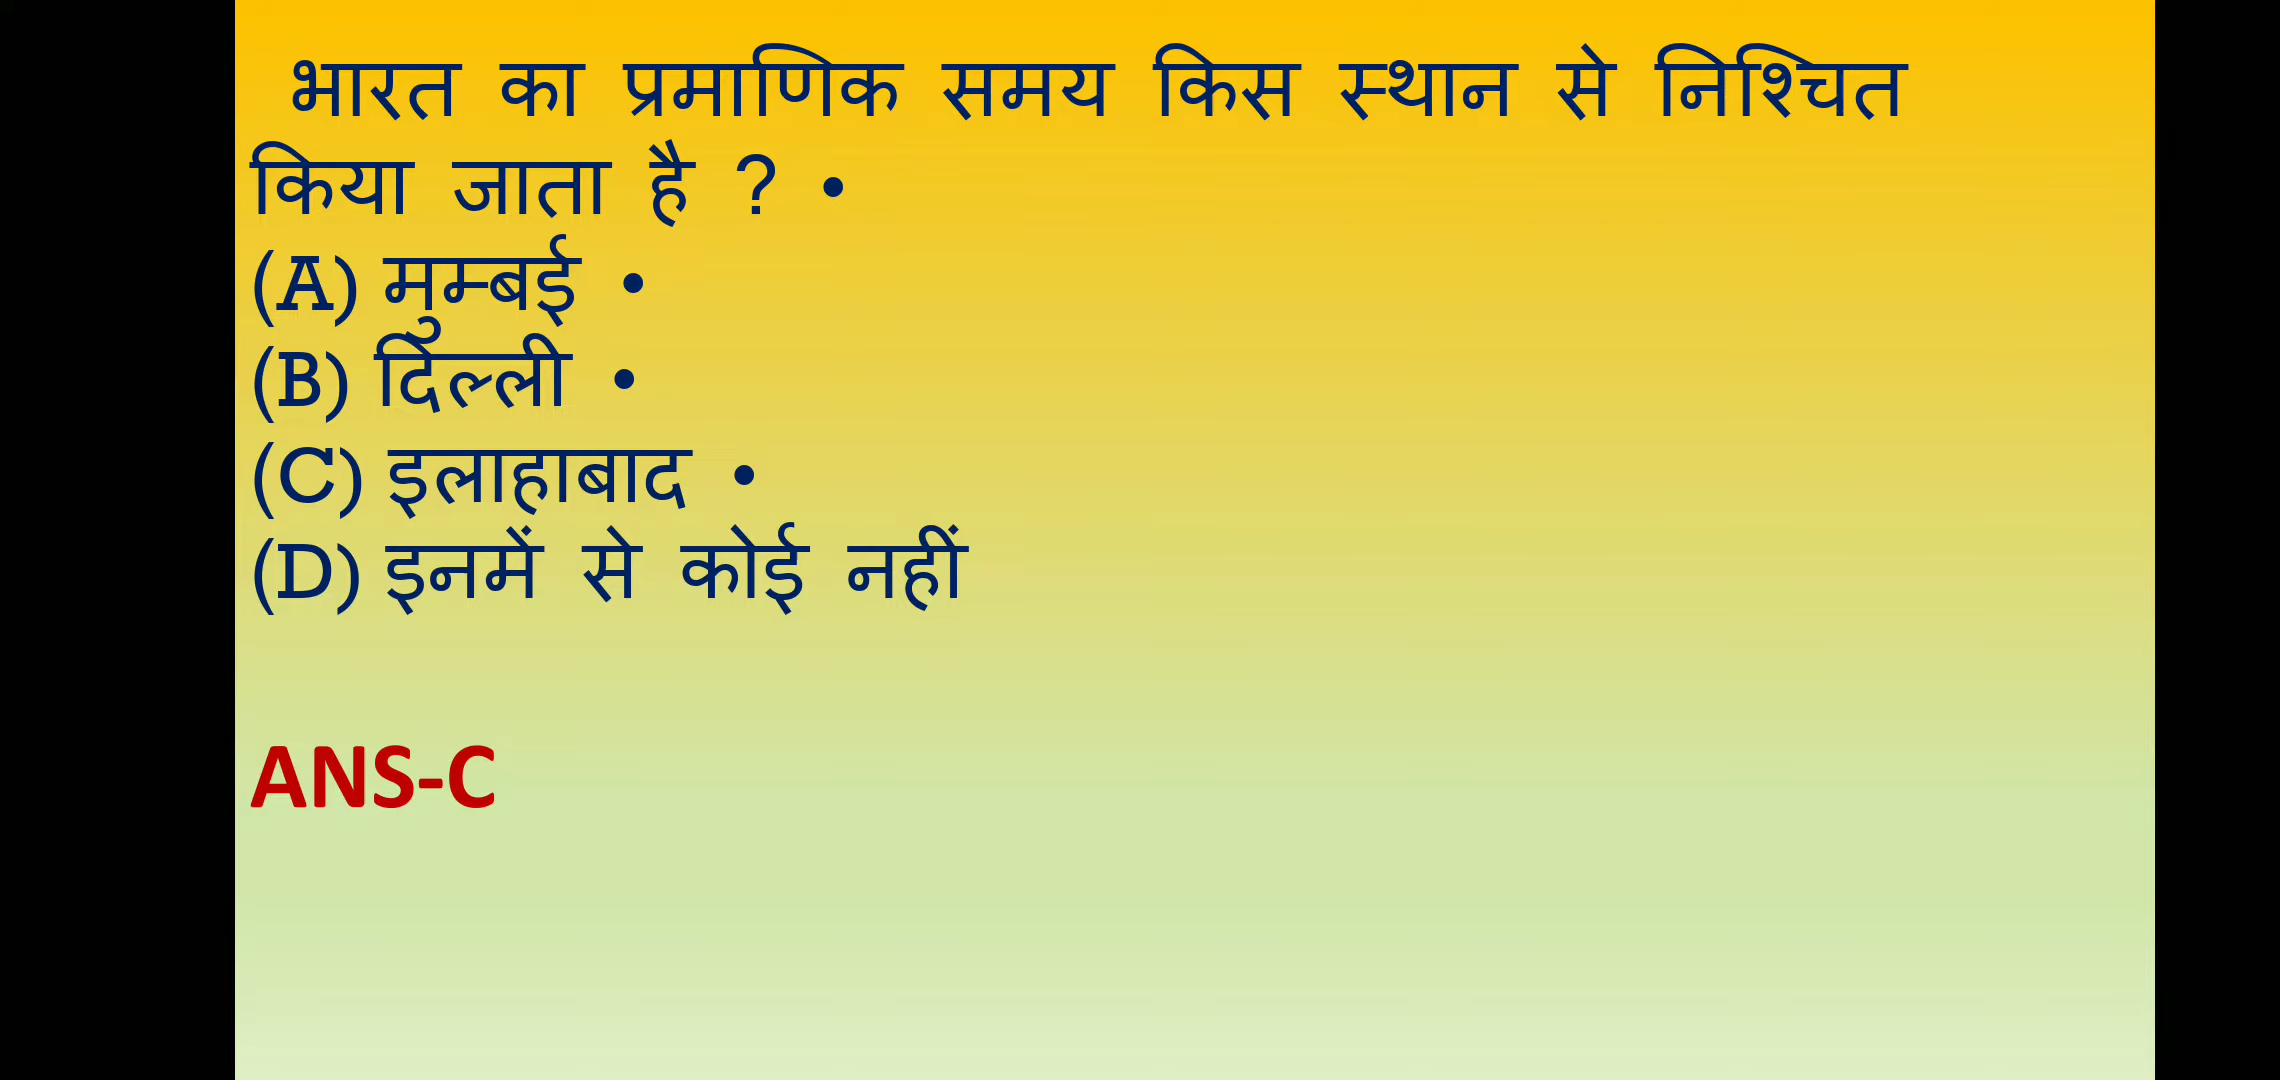 भारत का प्रमाणिक समय किस स्थान से निश्चित
किया जाता है ? •
(A) मुम्बई •
(B) दिल्ली •
(C) इलाहाबाद •
(D) इनमें से कोई नहीं
ANS-C